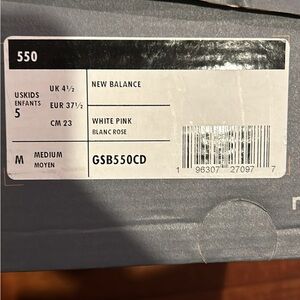 550
USKIDS
ENFANTS
5
UK 4½
EUR 37½
CM 23
NEW BALANCE
WHITE PINK
BLANC ROSE
M
MEDIUM
MOYEN
GSB550CD
1 96307 27097 7